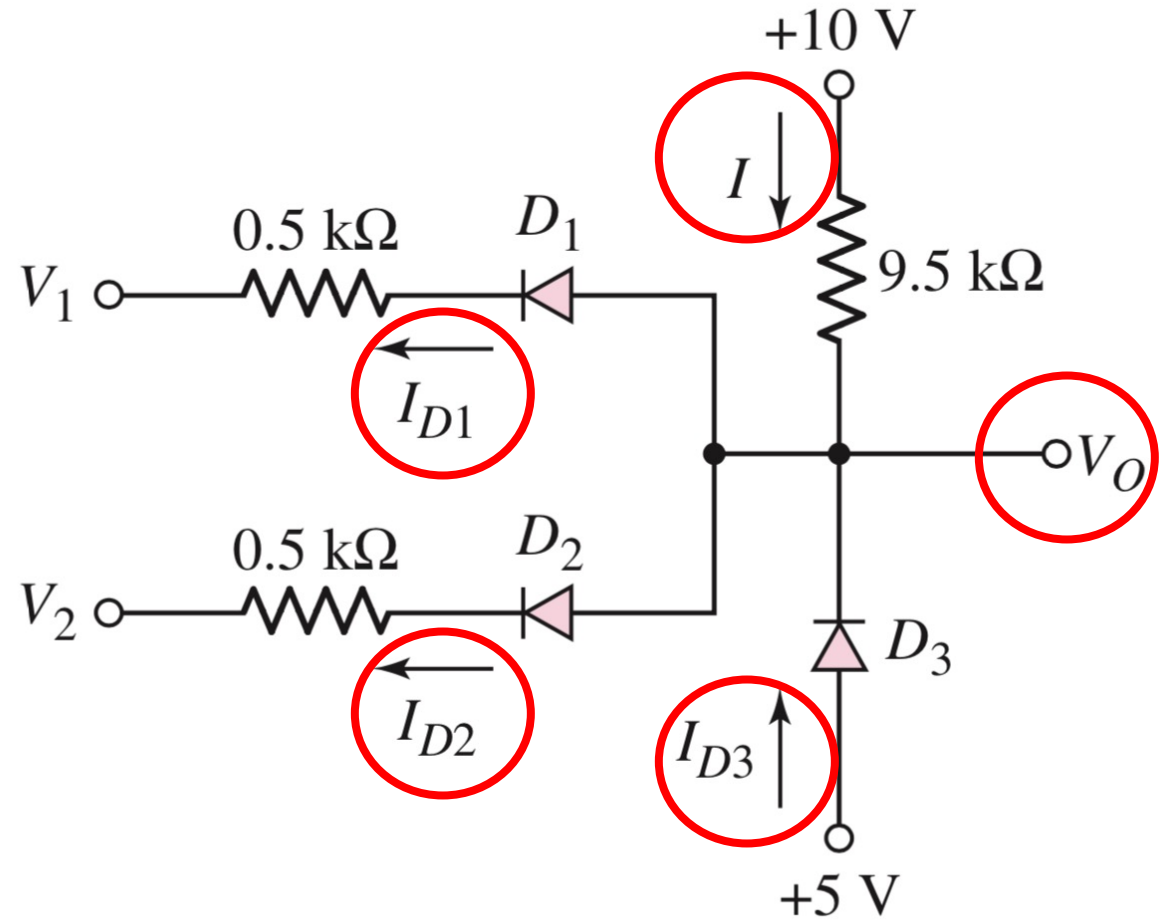 +10 V
I
0.5 kΩ
D1
V1
9.5 kΩ
ID1
VO
0.5 kΩ
D2
V2
D3
ID2
ID3
+5 V